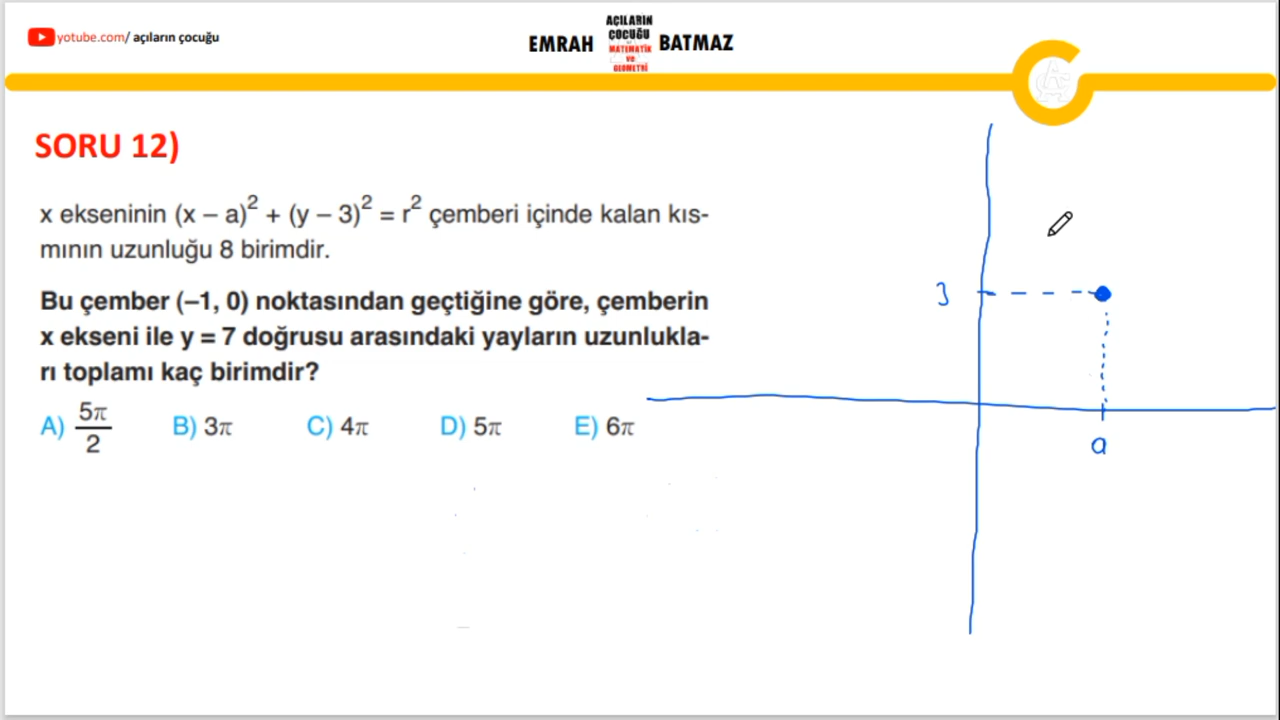 yotube.com/ açıların çocuğu
EMRAH AÇILARIN ÇOCUĞU MATEMATİK ve GEOMETRİ BATMAZ
SORU 12)
x ekseninin (x – a)² + (y – 3)² = r² çemberi içinde kalan kıs-
mının uzunluğu 8 birimdir.
Bu çember (–1, 0) noktasından geçtiğine göre, çemberin
x ekseni ile y = 7 doğrusu arasındaki yayların uzunlukla-
rı toplamı kaç birimdir?
A) 5π/2 B) 3π C) 4π D) 5π E) 6π
3
a